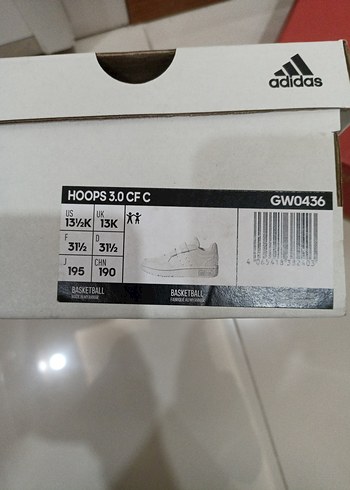 adidas
HOOPS 3.0 CF C GW0436
US 13½K UK 13K
F 31½ D 31½
J 195 CHN 190
BASKETBALL BASKETBALL